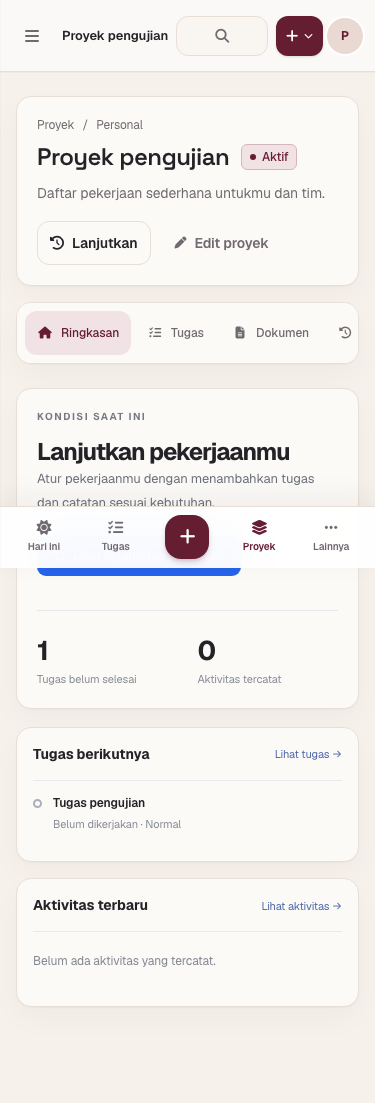 Proyek pengujian
P
Proyek / Personal
Proyek pengujian
Aktif
Daftar pekerjaan sederhana untukmu dan tim.
Lanjutkan
Edit proyek
Ringkasan
Tugas
Dokumen
KONDISI SAAT INI
Lanjutkan pekerjaanmu
Atur pekerjaanmu dengan menambahkan tugas
dan catatan sesuai kebutuhan.
Hari ini
Tugas
Proyek
Lainnya
1
Tugas belum selesai
0
Aktivitas tercatat
Tugas berikutnya
Lihat tugas →
Tugas pengujian
Belum dikerjakan · Normal
Aktivitas terbaru
Lihat aktivitas →
Belum ada aktivitas yang tercatat.